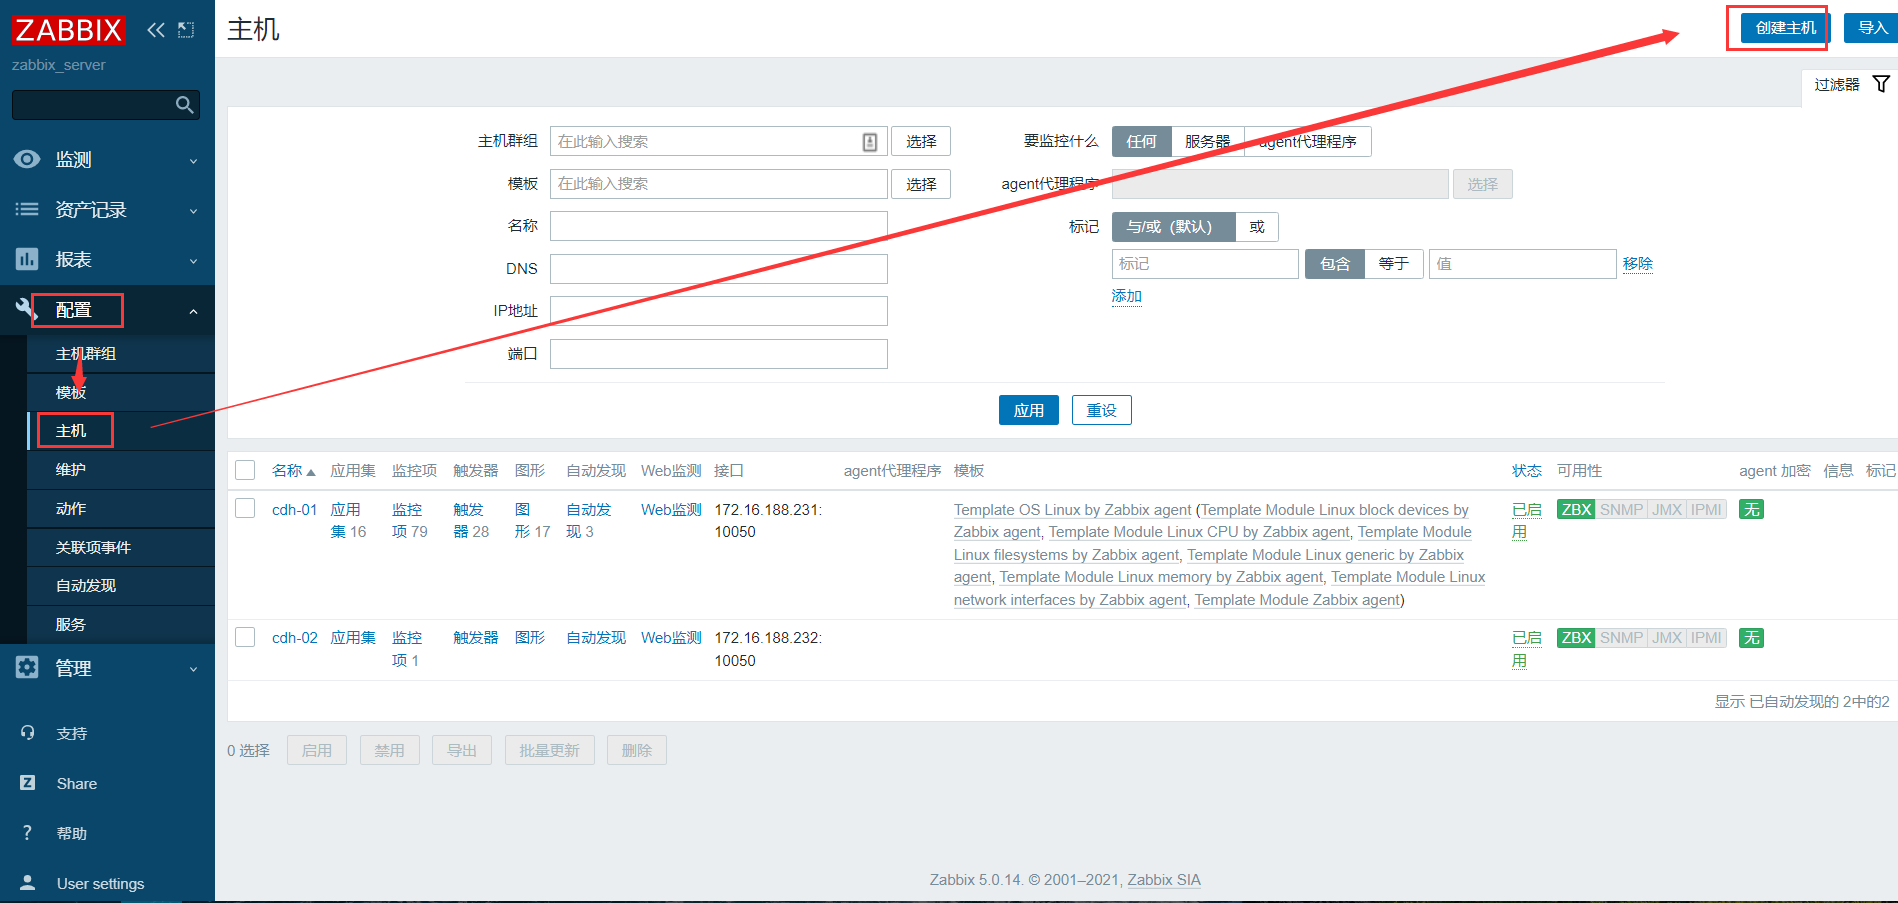 ZABBIX
zabbix_server
监测
资产记录
报表
配置
主机群组
模板
主机
维护
动作
关联项事件
自动发现
服务
管理
支持
Share
帮助
User settings
主机
创建主机
导入
过滤器
主机群组 在此输入搜索 选择
模板 在此输入搜索 选择
名称
DNS
IP地址
端口
要监控什么 任何 服务器 agent代理程序
agent代理程序 选择
标记 与/或（默认） 或
标记 包含 等于 值 移除
添加
应用 重设
名称 应用集 监控项 触发器 图形 自动发现 Web监测 接口 agent代理程序 模板 状态 可用性 agent 加密 信息 标记
cdh-01 应用集 16 监控项 79 触发器 28 图形 17 自动发现 3 Web监测 172.16.188.231:10050
Template OS Linux by Zabbix agent (Template Module Linux block devices by
Zabbix agent, Template Module Linux CPU by Zabbix agent, Template Module
Linux filesystems by Zabbix agent, Template Module Linux generic by Zabbix
agent, Template Module Linux memory by Zabbix agent, Template Module Linux
network interfaces by Zabbix agent, Template Module Zabbix agent)
已启用 ZBX SNMP JMX IPMI 无
cdh-02 应用集 监控项 1 触发器 图形 自动发现 Web监测 172.16.188.232:10050 已启用 ZBX SNMP JMX IPMI 无
显示 已自动发现的 2中的2
0 选择 启用 禁用 导出 批量更新 删除
Zabbix 5.0.14. © 2001–2021, Zabbix SIA